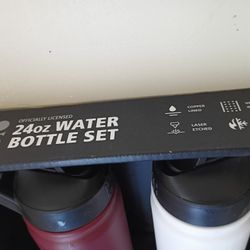 OFFICIALLY LICENSED
24oz WATER
BOTTLE SET
COPPER
LINED
LASER
ETCHED